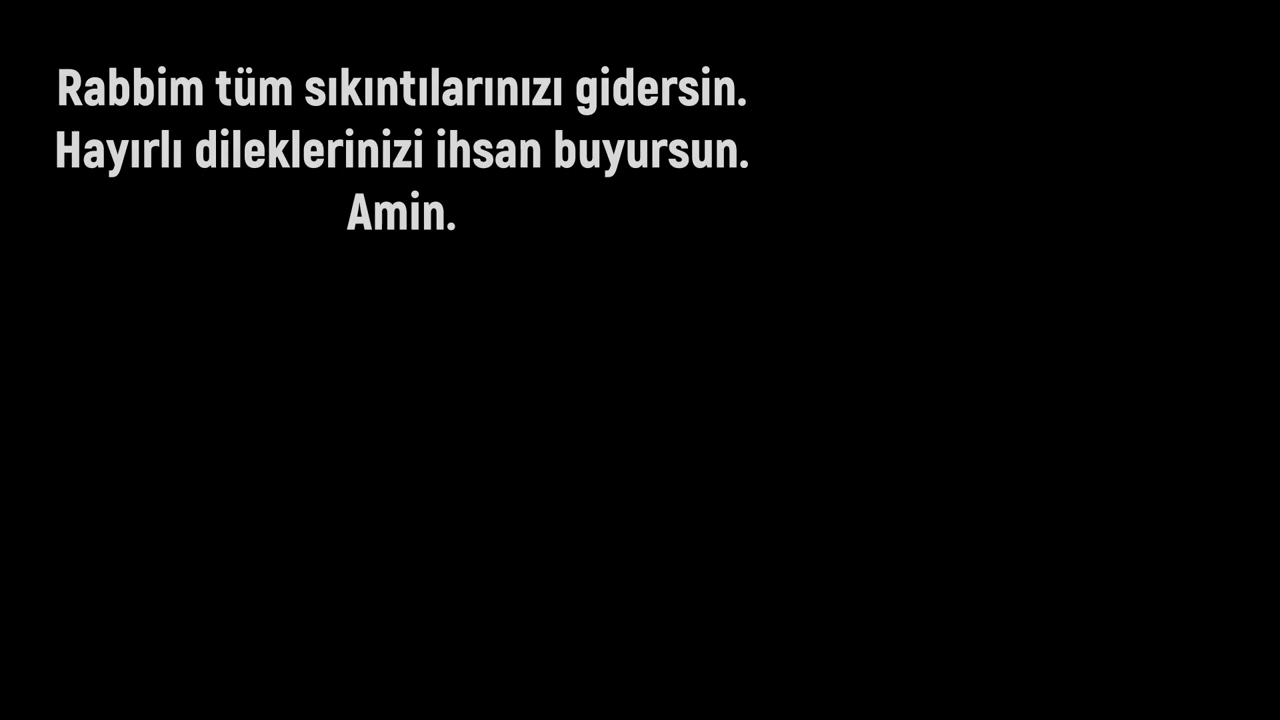 Rabbim tüm sıkıntılarınızı gidersin.
Hayırlı dileklerinizi ihsan buyursun.
Amin.